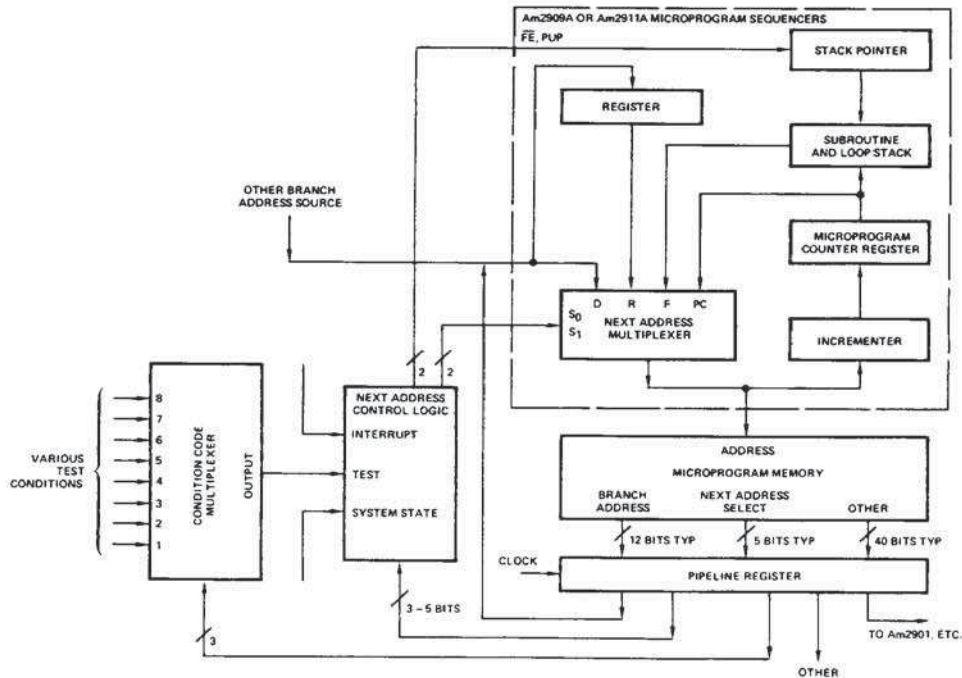 Am2909A OR Am2911A MICROPROGRAM SEQUENCERS
FE, PUP
STACK POINTER
REGISTER
SUBROUTINE
AND LOOP STACK
OTHER BRANCH
ADDRESS SOURCE
MICROPROGRAM
COUNTER REGISTER
D R F PC
S0
S1
NEXT ADDRESS
MULTIPLEXER
INCREMENTER
2
2
NEXT ADDRESS
CONTROL LOGIC
INTERRUPT
TEST
SYSTEM STATE
VARIOUS
TEST
CONDITIONS
8
7
6
5
4
3
2
1
CONDITION CODE
MULTIPLEXER
OUTPUT
ADDRESS
MICROPROGRAM MEMORY
BRANCH
ADDRESS
NEXT ADDRESS
SELECT
OTHER
12 BITS TYP
5 BITS TYP
40 BITS TYP
CLOCK
PIPELINE REGISTER
3 – 5 BITS
3
TO Am2901, ETC.
OTHER